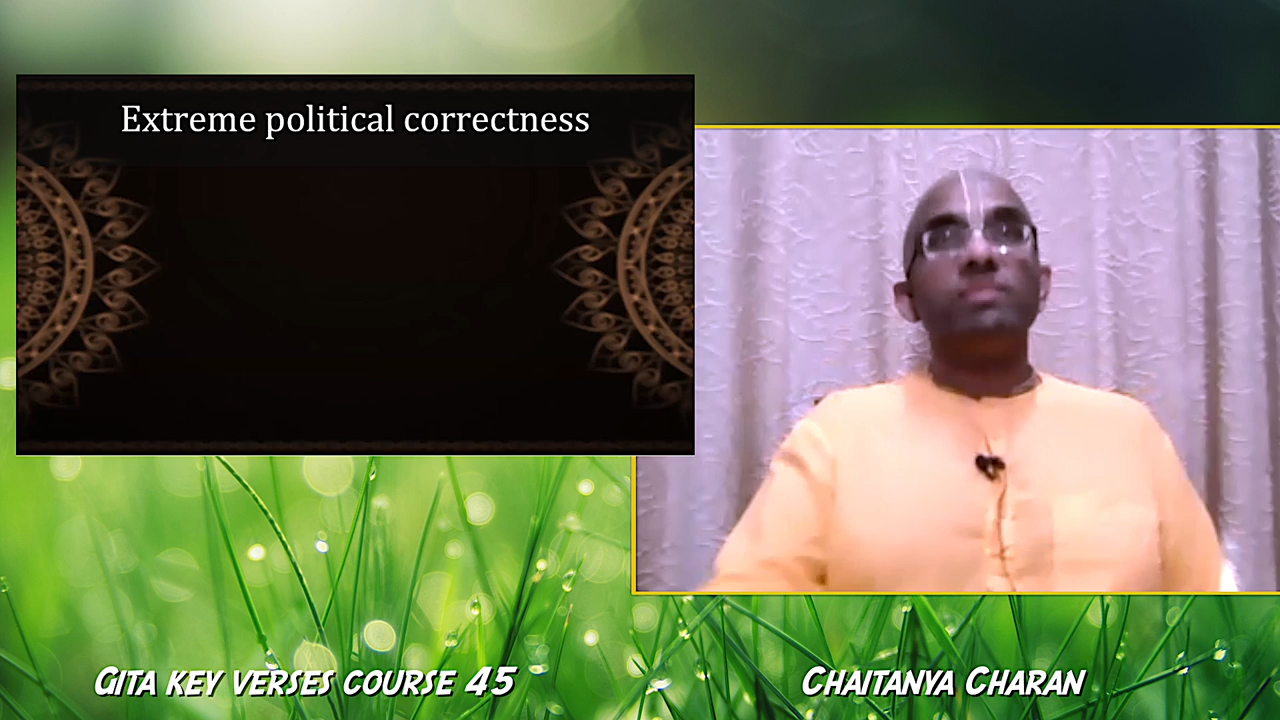 Extreme political correctness
GITA KEY VERSES COURSE 45
CHAITANYA CHARAN